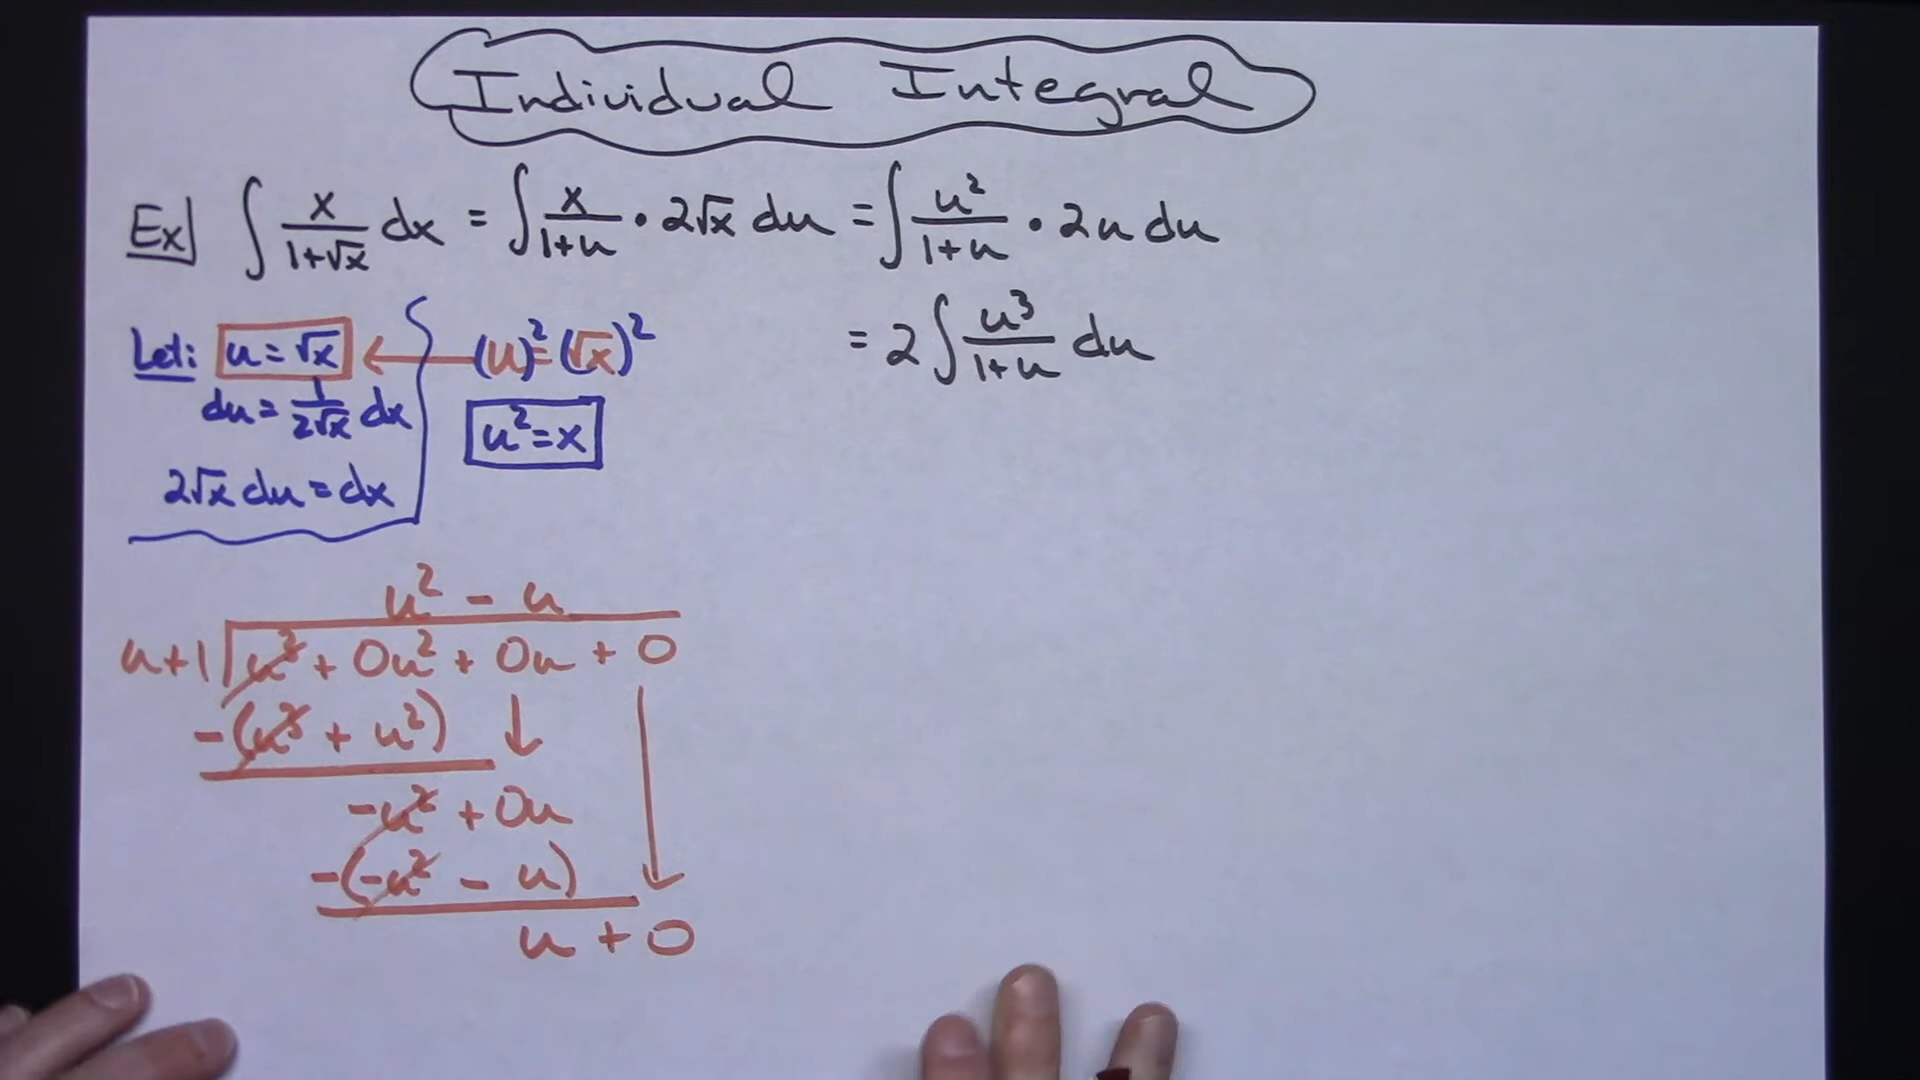 Individual Integral
Ex] ∫ x/(1+√x) dx = ∫ x/(1+u) • 2√x du = ∫ u²/(1+u) • 2u du
= 2 ∫ u³/(1+u) du
Let: u = √x ← (u)² = (√x)²
du = 1/(2√x) dx
u² = x
2√x du = dx
u² - u
u+1 | u³ + 0u² + 0u + 0
-(u³ + u²) ↓
-u² + 0u
-(-u² - u) ↓
u + 0